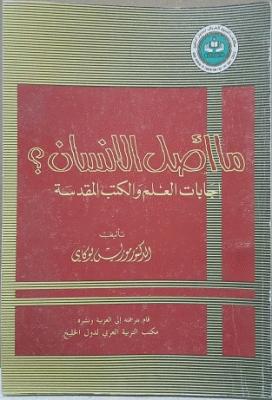 ما أصل الانسان ؟
اجابات العلم والكتب المقدسة
تأليف
الدكتور موريس بوكاي
قام بترجمته إلى العربية ونشره
مكتب التربية العربي لدول الخليج